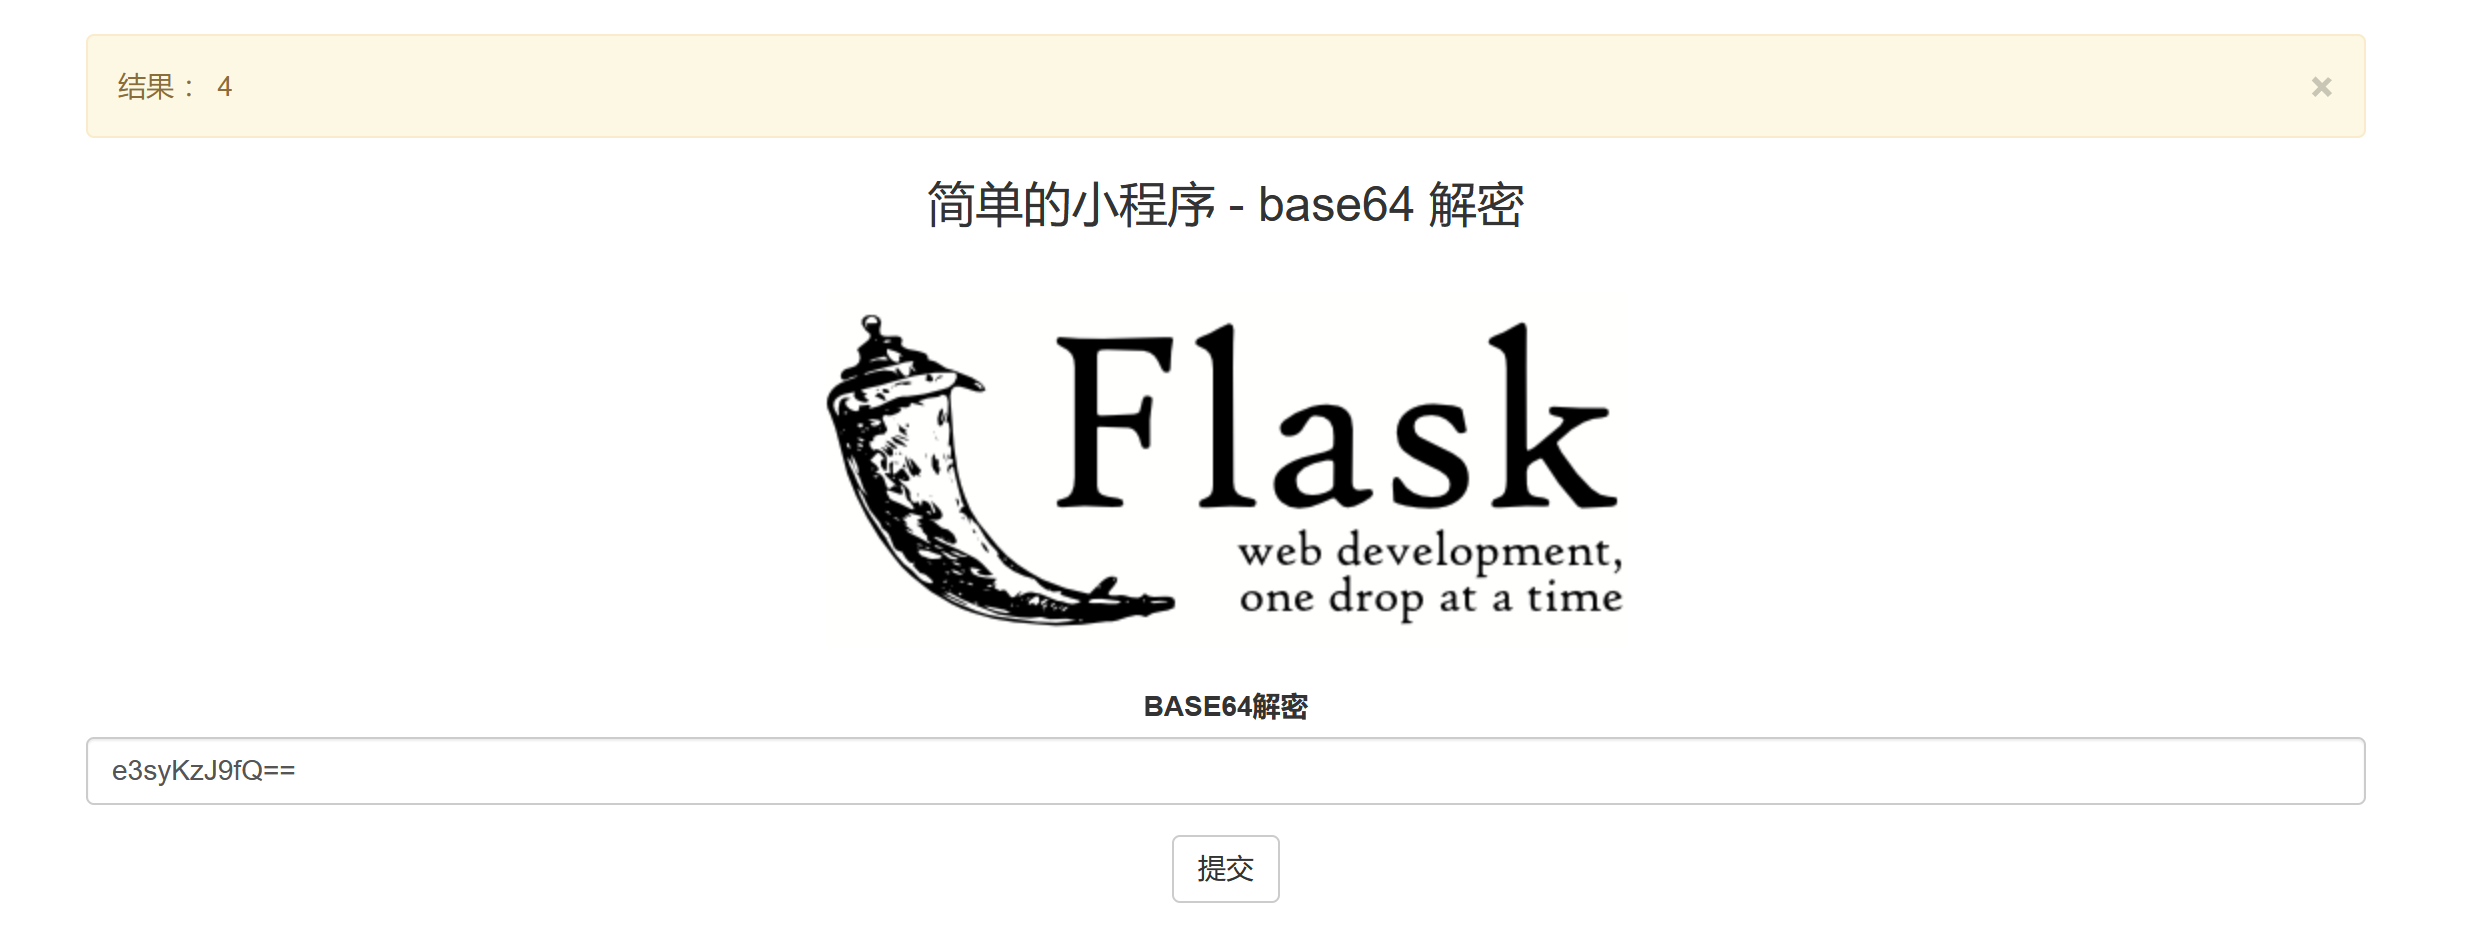 结果 ： 4
×
简单的小程序 - base64 解密
Flask
web development,
one drop at a time
BASE64解密
e3syKzJ9fQ==
提交